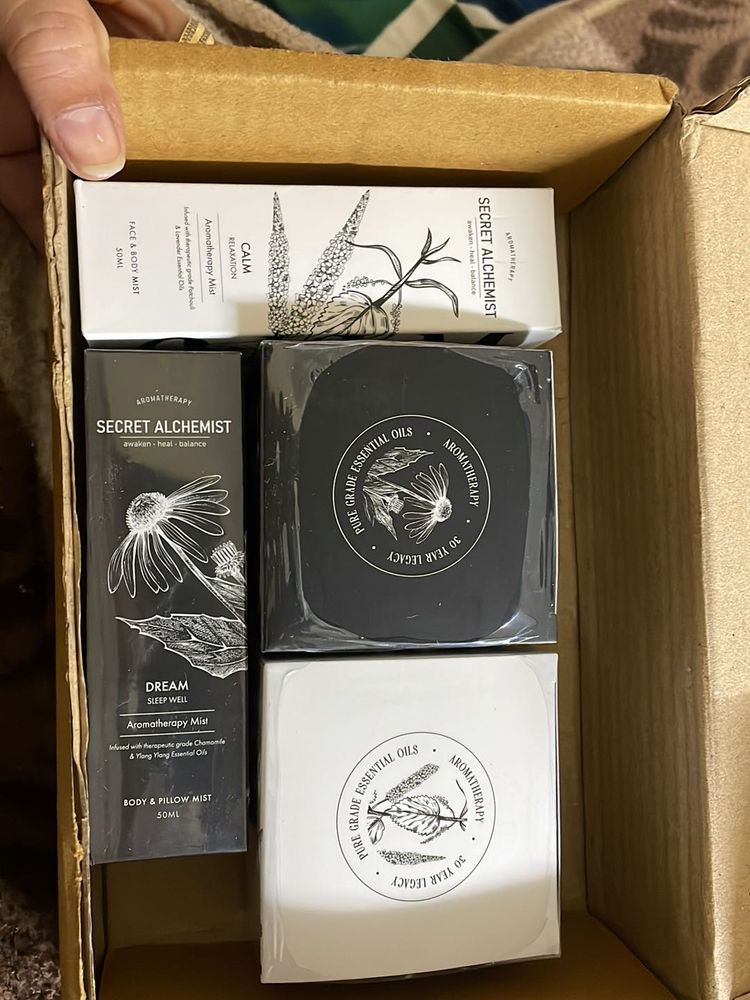 AROMATHERAPY
SECRET ALCHEMIST
awaken - heal - balance
CALM
RELAXATION
Aromatherapy Mist
Infused with therapeutic grade Patchouli
& Lavender Essential Oils
FACE & BODY MIST
50ML
AROMATHERAPY
SECRET ALCHEMIST
awaken - heal - balance
DREAM
SLEEP WELL
Aromatherapy Mist
Infused with therapeutic grade Chamomile
& Ylang Ylang Essential Oils
BODY & PILLOW MIST
50ML
PURE GRADE ESSENTIAL OILS • AROMATHERAPY • 30 YEAR LEGACY •
PURE GRADE ESSENTIAL OILS • AROMATHERAPY • 30 YEAR LEGACY •